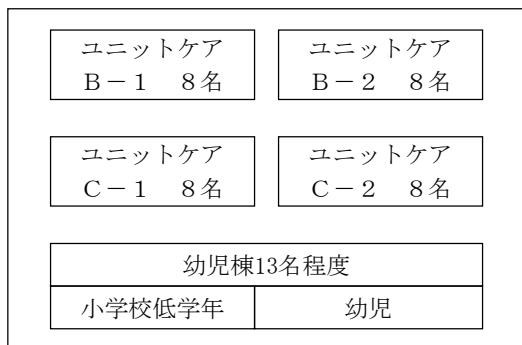 ユニットケア
B－1　8名
ユニットケア
B－2　8名
ユニットケア
C－1　8名
ユニットケア
C－2　8名
幼児棟13名程度
小学校低学年
幼児